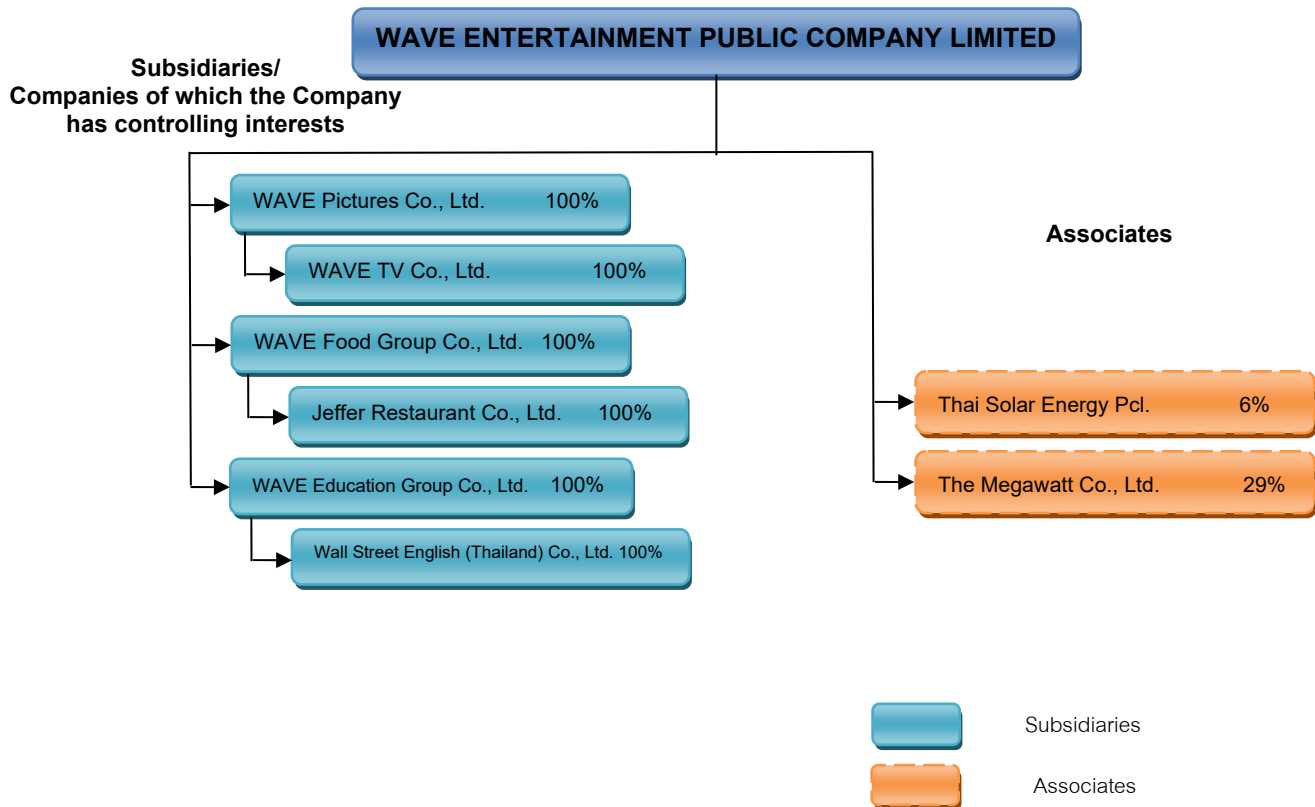 WAVE ENTERTAINMENT PUBLIC COMPANY LIMITED
Subsidiaries/
Companies of which the Company
has controlling interests
WAVE Pictures Co., Ltd. 100%
WAVE TV Co., Ltd. 100%
WAVE Food Group Co., Ltd. 100%
Jeffer Restaurant Co., Ltd. 100%
WAVE Education Group Co., Ltd. 100%
Wall Street English (Thailand) Co., Ltd. 100%
Associates
Thai Solar Energy Pcl. 6%
The Megawatt Co., Ltd. 29%
Subsidiaries
Associates